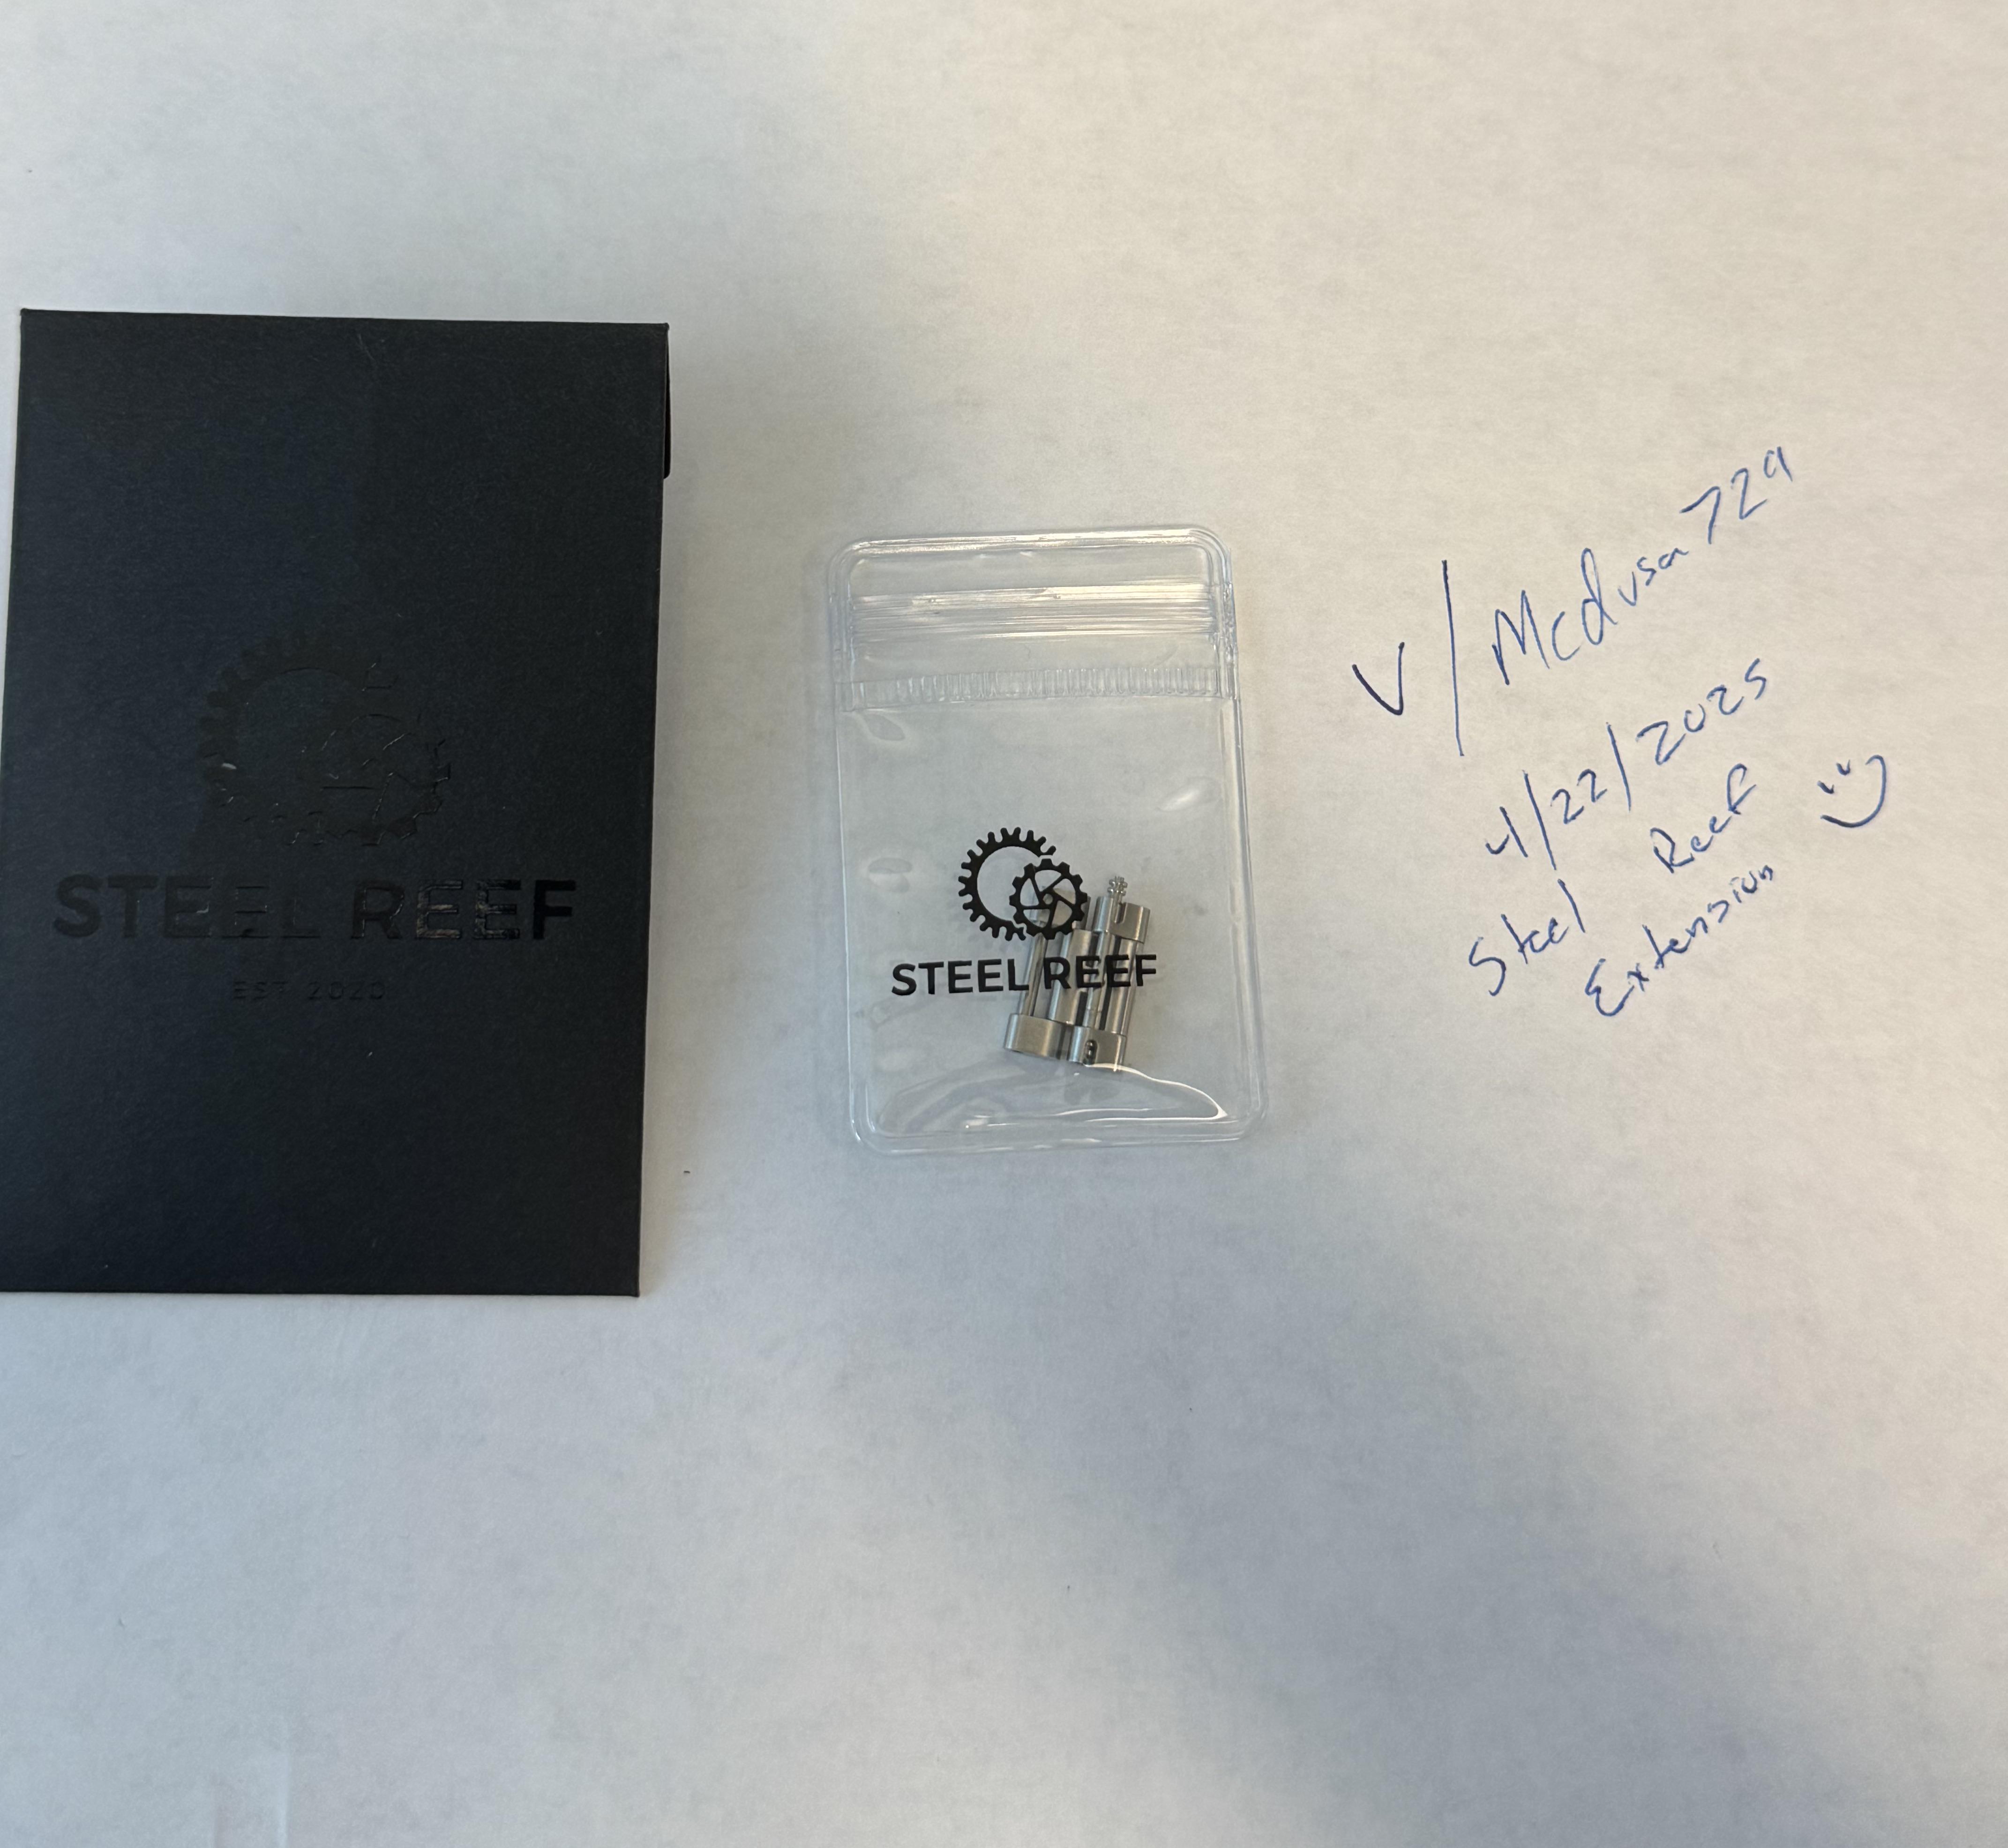 STEEL REEF
EST 2020
STEEL REEF
u/Medusa729
4/22/2025
Steel Reef
Extension